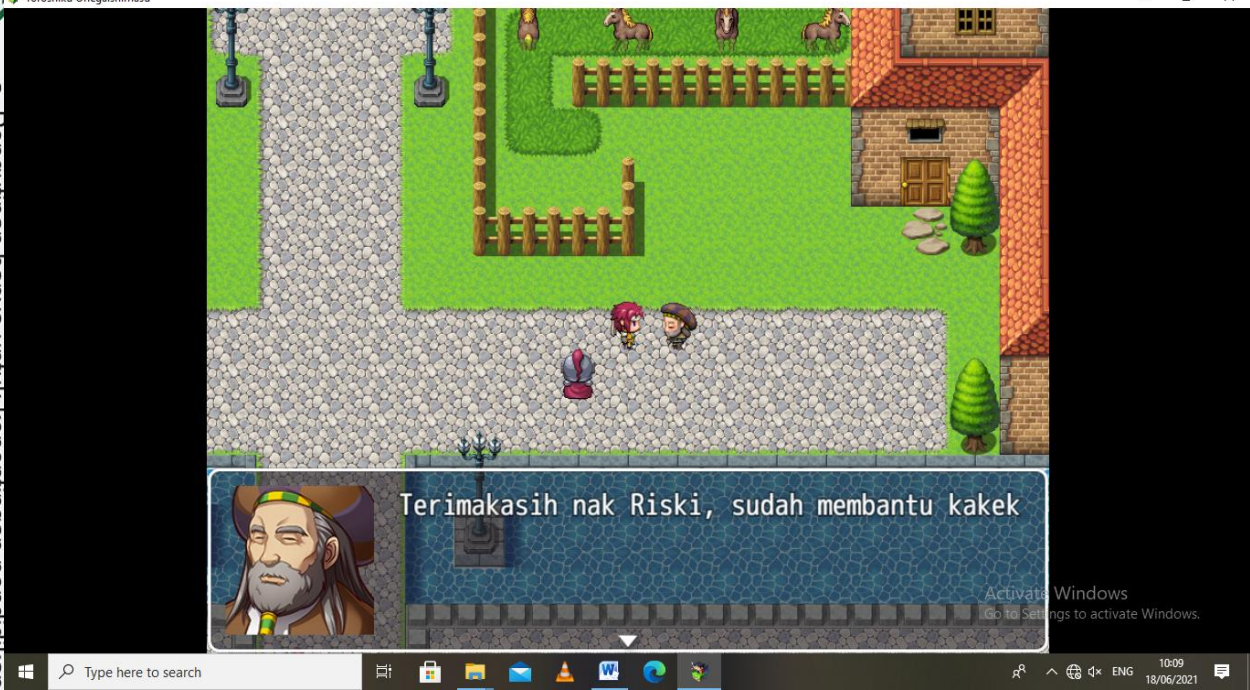 Terimakasih nak Riski, sudah membantu kakek
Activate Windows
Go to Settings to activate Windows.
Type here to search
W
ENG
10:09
18/06/2021